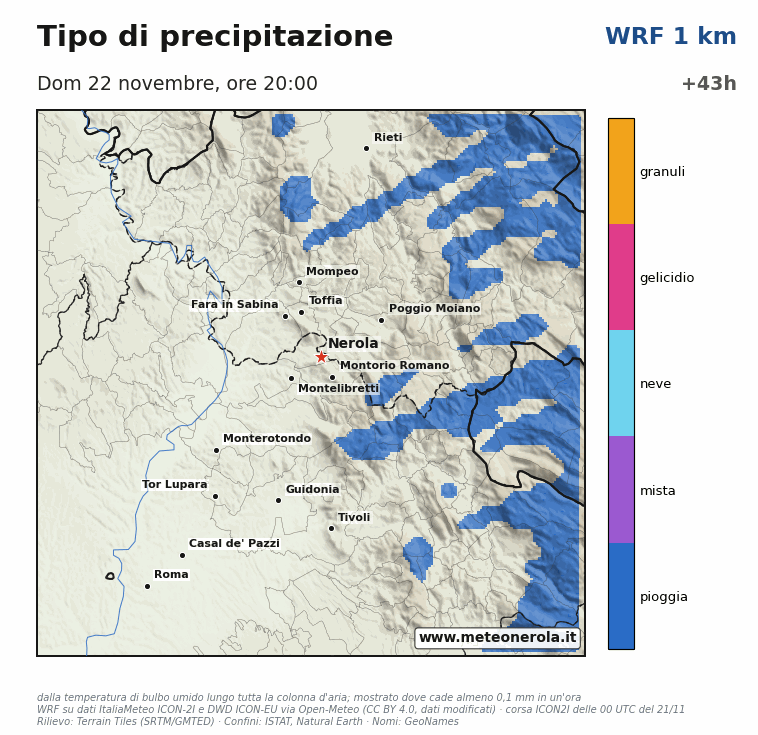 Tipo di precipitazione
WRF 1 km
Dom 22 novembre, ore 20:00
+43h
Rieti
granuli
gelicidio
Mompeo
Fara in Sabina
Toffia
Poggio Moiano
Nerola
Montorio Romano
Montelibretti
neve
Monterotondo
mista
Tor Lupara
Guidonia
Tivoli
Casal de' Pazzi
Roma
pioggia
www.meteonerola.it
dalla temperatura di bulbo umido lungo tutta la colonna d'aria; mostrato dove cade almeno 0,1 mm in un'ora
WRF su dati ItaliaMeteo ICON-2I e DWD ICON-EU via Open-Meteo (CC BY 4.0, dati modificati) · corsa ICON2I delle 00 UTC del 21/11
Rilievo: Terrain Tiles (SRTM/GMTED) · Confini: ISTAT, Natural Earth · Nomi: GeoNames